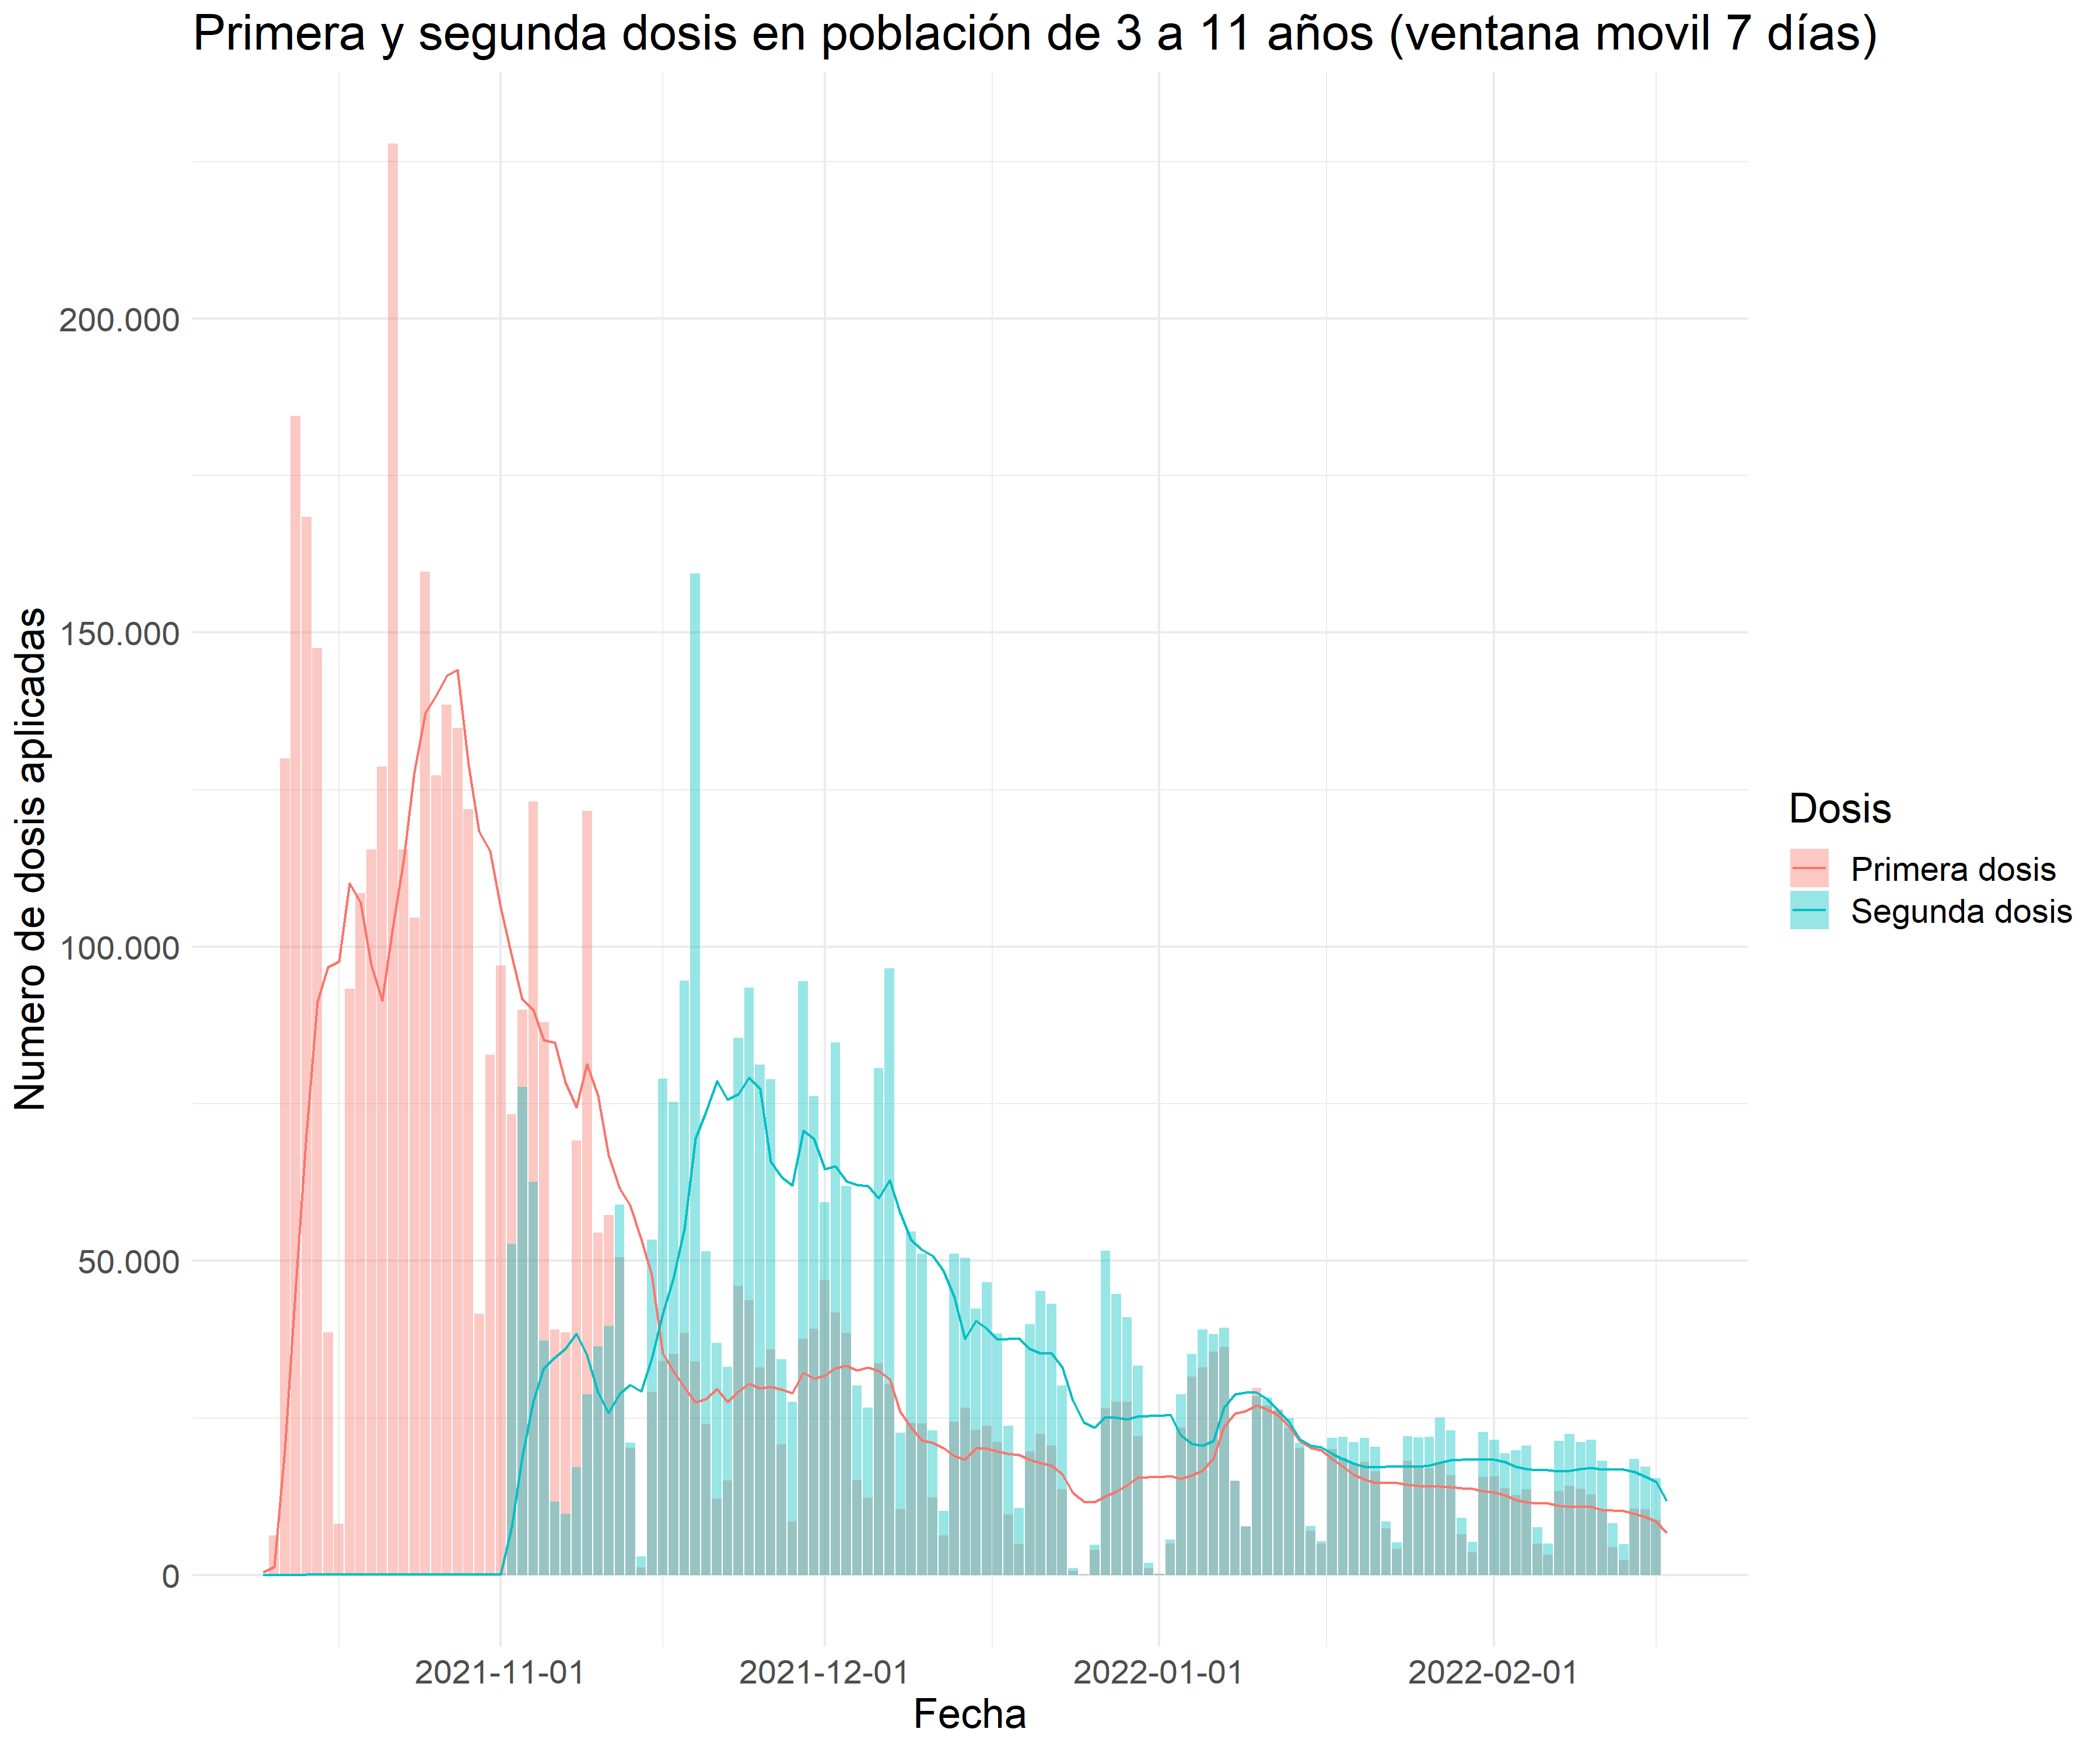 Primera y segunda dosis en población de 3 a 11 años (ventana movil 7 días)
Numero de dosis aplicadas
200.000
150.000
100.000
50.000
0
2021-11-01
2021-12-01
2022-01-01
2022-02-01
Fecha
Dosis
Primera dosis
Segunda dosis